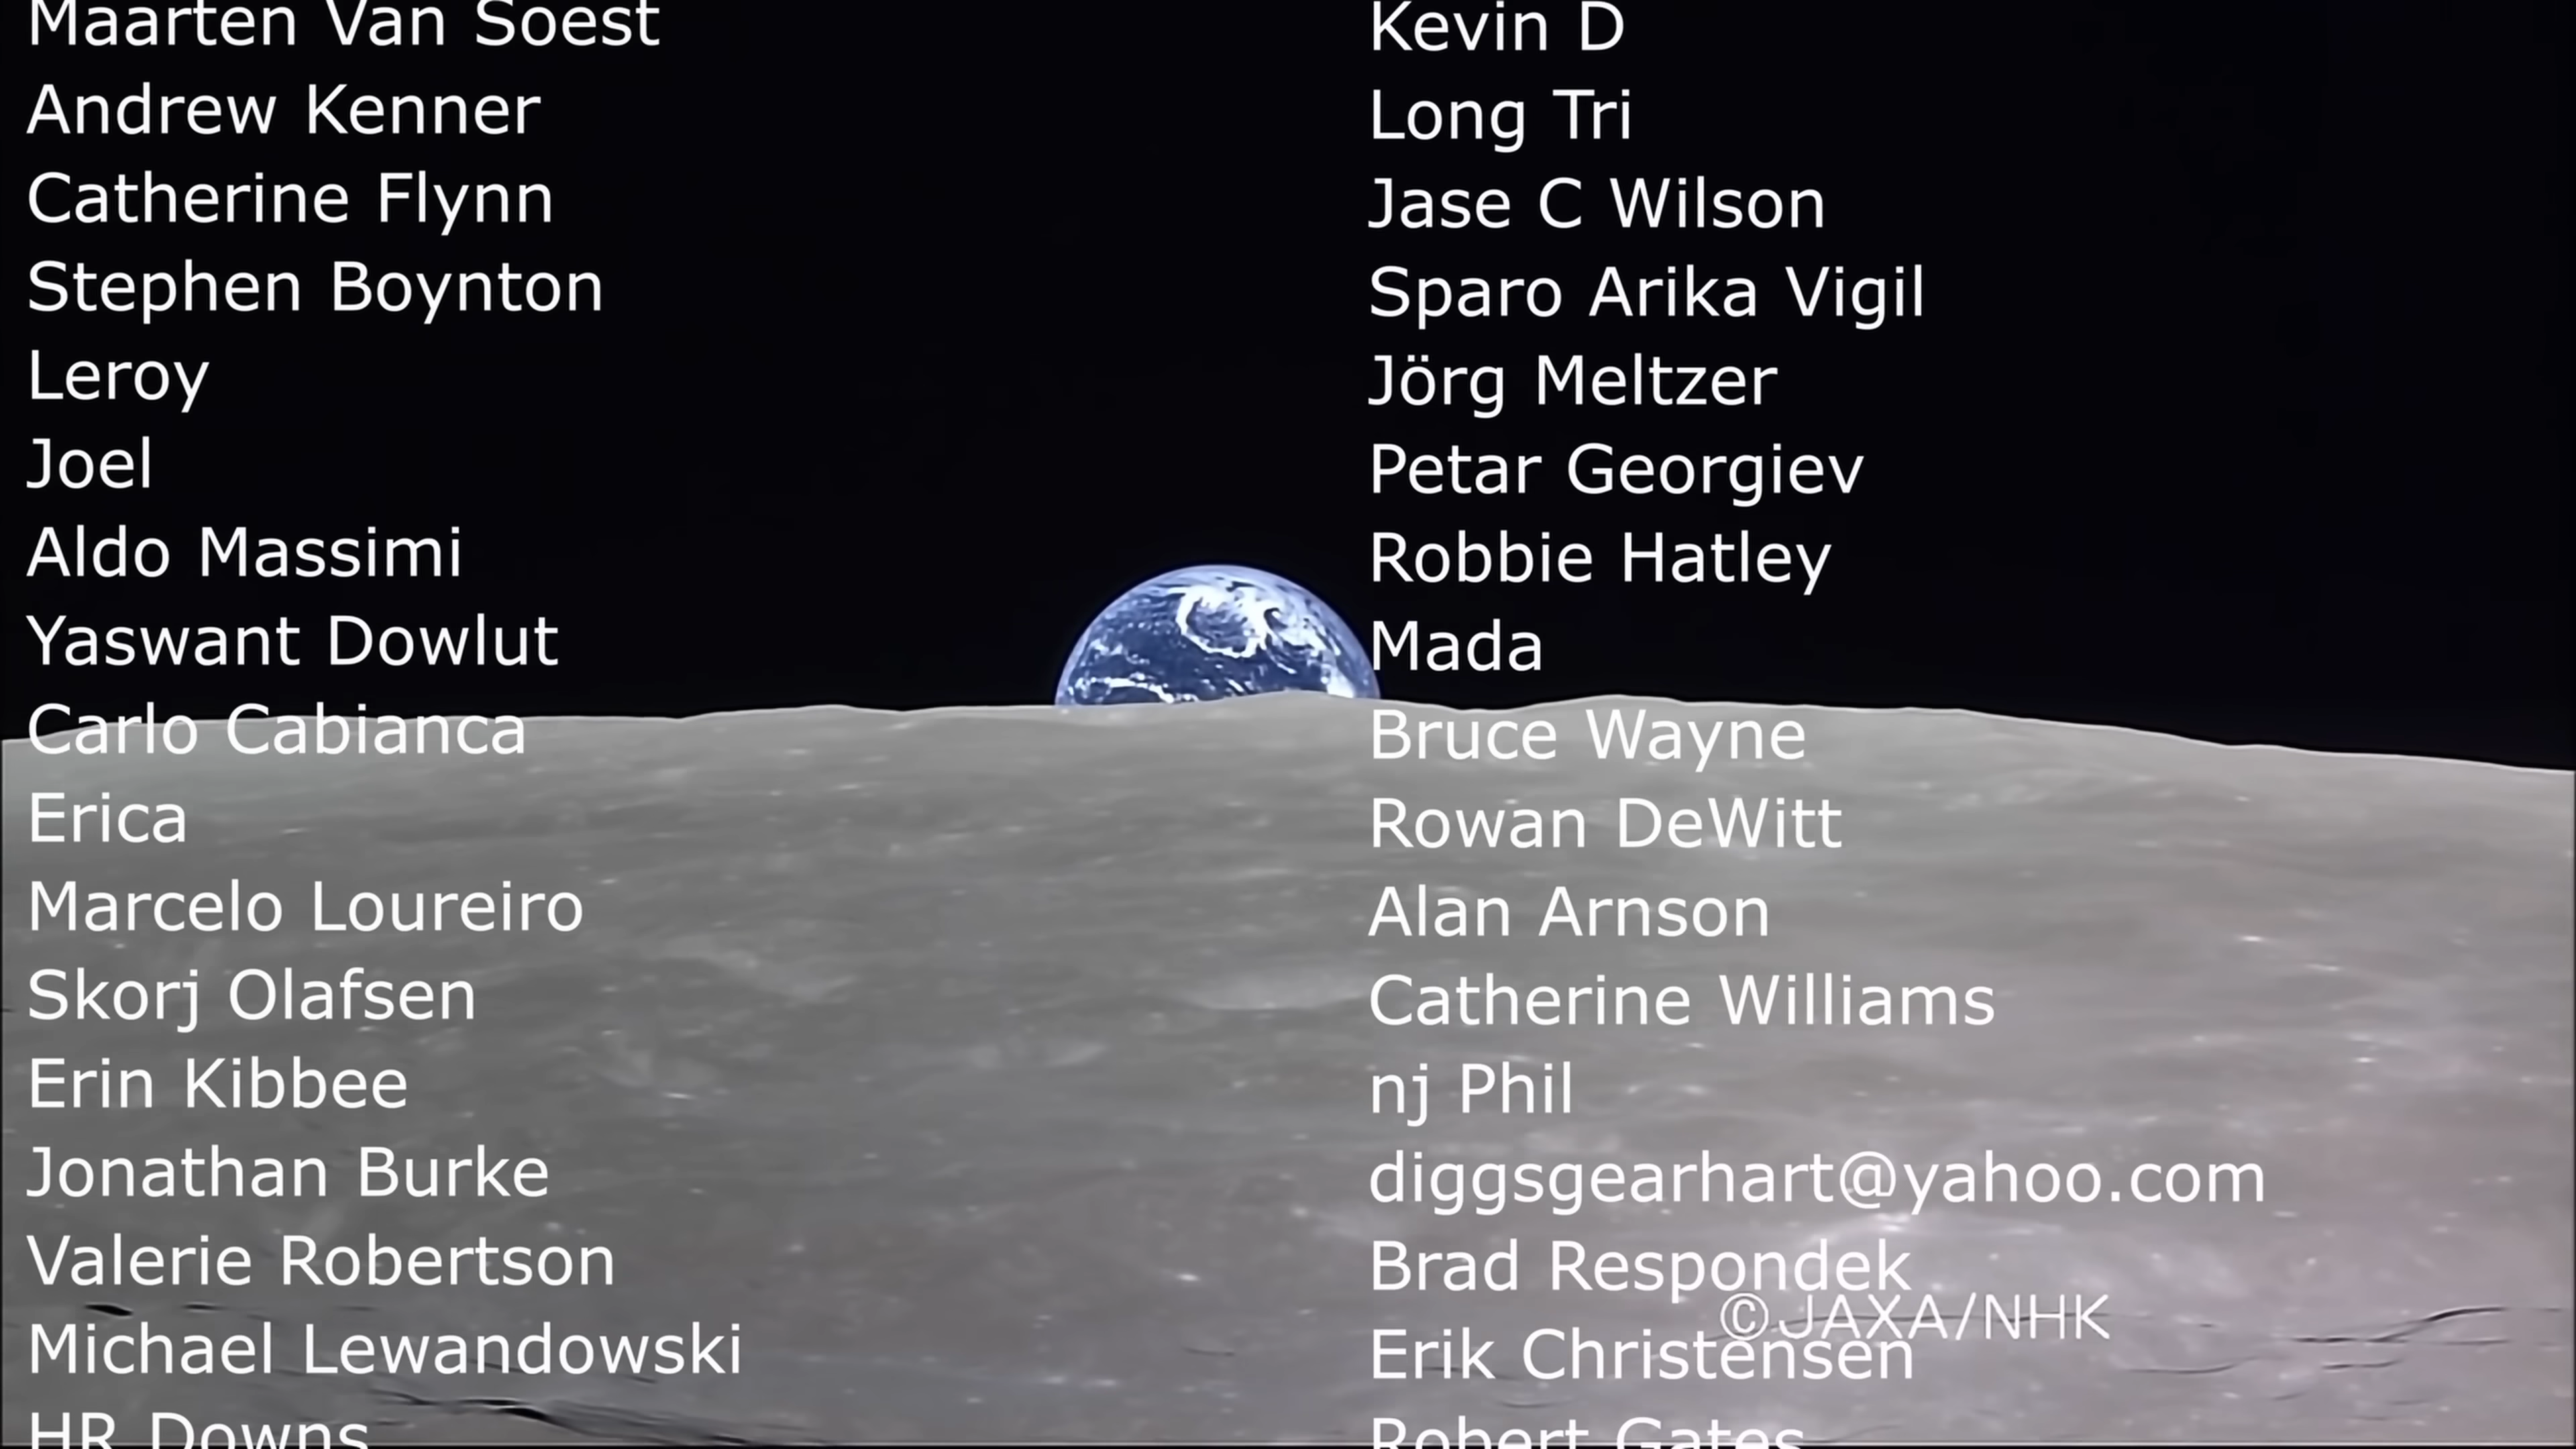 Maarten Van Soest
Andrew Kenner
Catherine Flynn
Stephen Boynton
Leroy
Joel
Aldo Massimi
Yaswant Dowlut
Carlo Cabianca
Erica
Marcelo Loureiro
Skorj Olafsen
Erin Kibbee
Jonathan Burke
Valerie Robertson
Michael Lewandowski
HR Downs
Kevin D
Long Tri
Jase C Wilson
Sparo Arika Vigil
Jörg Meltzer
Petar Georgiev
Robbie Hatley
Mada
Bruce Wayne
Rowan DeWitt
Alan Arnson
Catherine Williams
nj Phil
diggsgearhart@yahoo.com
Brad Respondek
©JAXA/NHK
Erik Christensen
Robert Gates